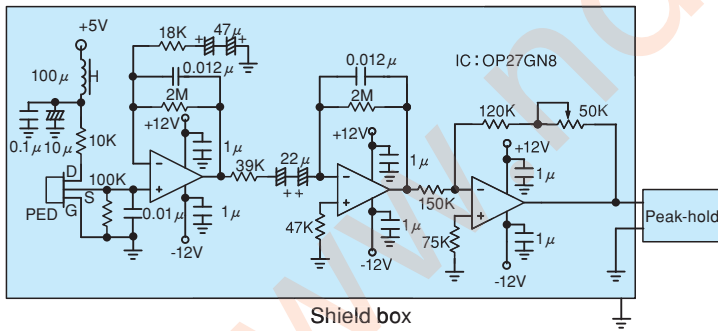 +5V
18K
47μ
+ +
100μ
0.012μ
0.012μ
IC : OP27GN8
2M
2M
120K
50K
0.1μ
10μ
10K
+12V
1μ
+12V
1μ
+12V
1μ
D
100K
S
G
PED
−
+
39K
22μ
+ +
−
+
150K
−
+
0.01μ
1μ
47K
1μ
75K
1μ
Peak-hold
-12V
-12V
-12V
Shield box